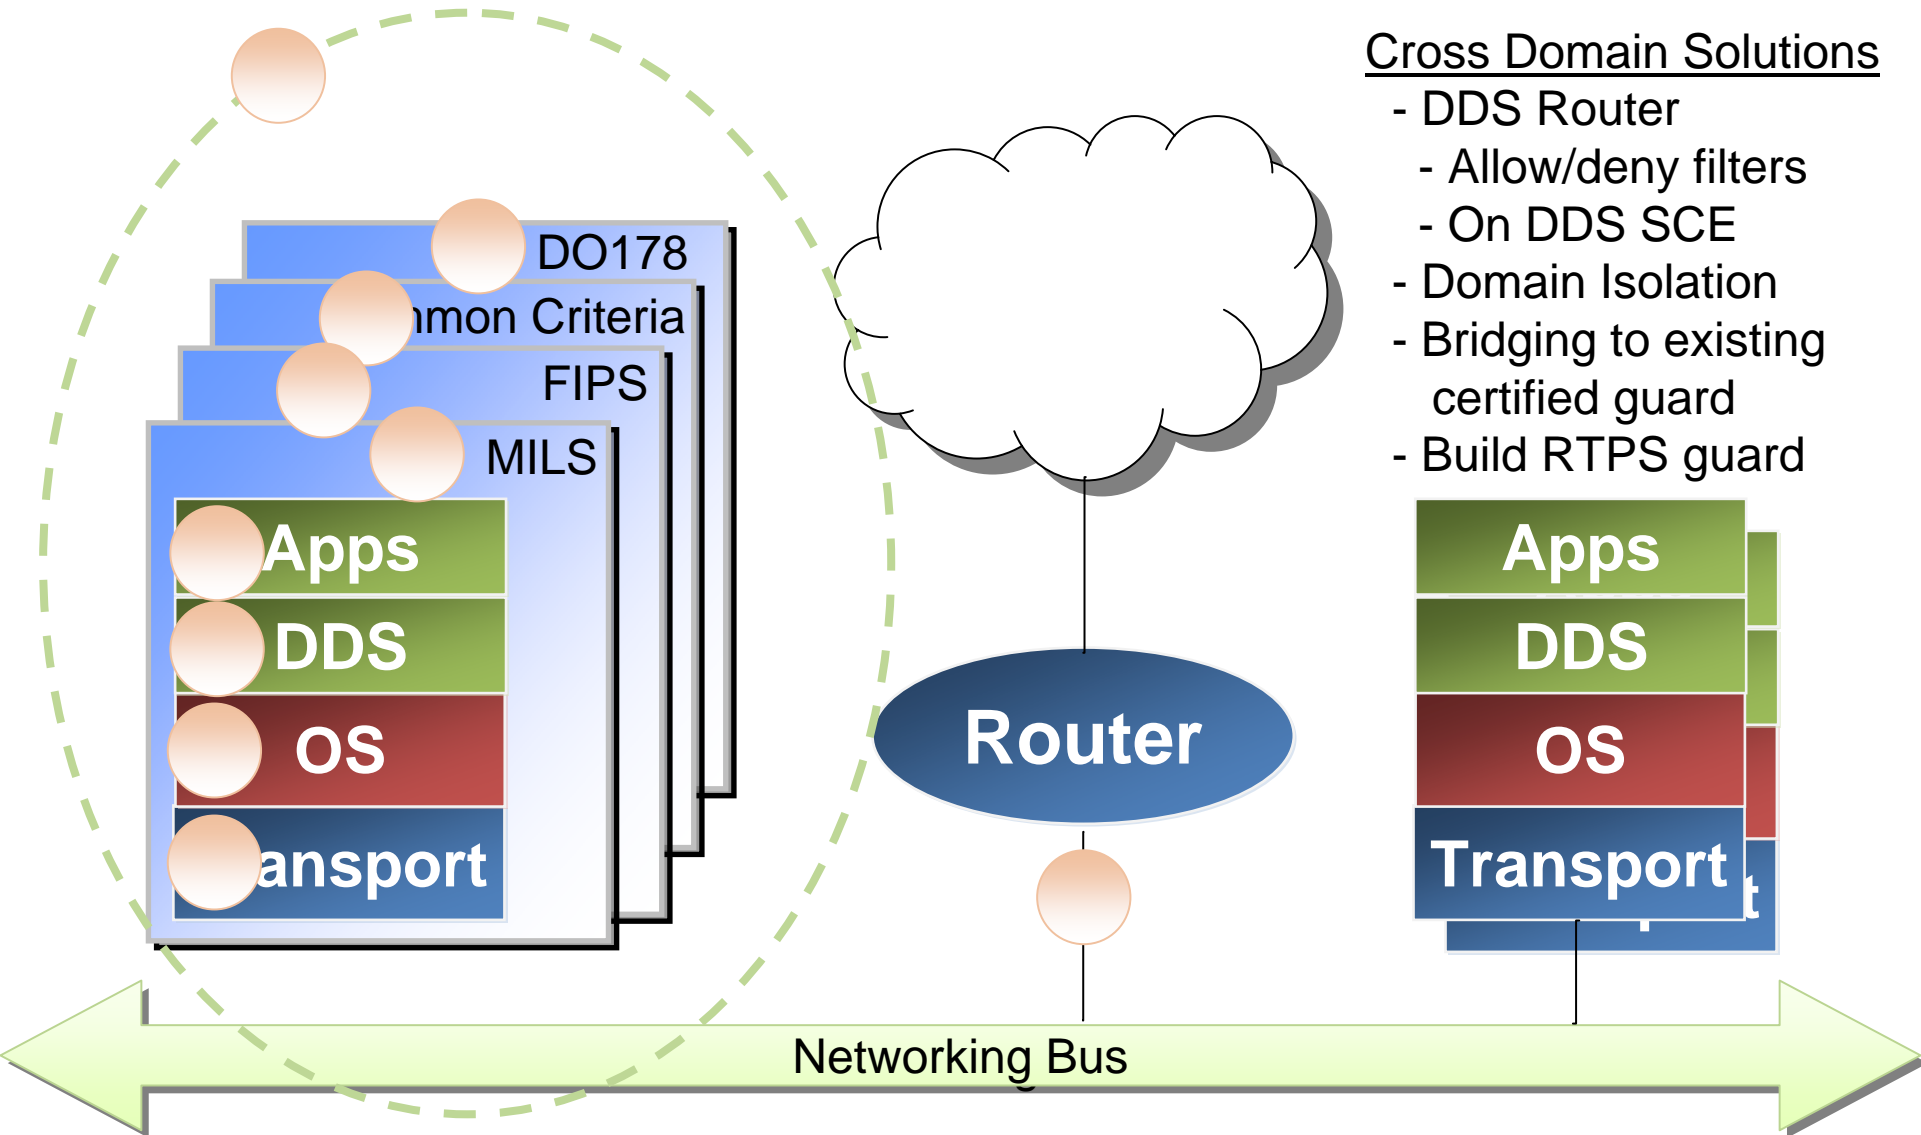 Cross Domain Solutions
- DDS Router
- Allow/deny filters
- On DDS SCE
- Domain Isolation
- Bridging to existing
certified guard
- Build RTPS guard
DO178
mmon Criteria
FIPS
MILS
Apps
DDS
OS
ansport
Router
Apps
DDS
OS
Transport
t
Networking Bus